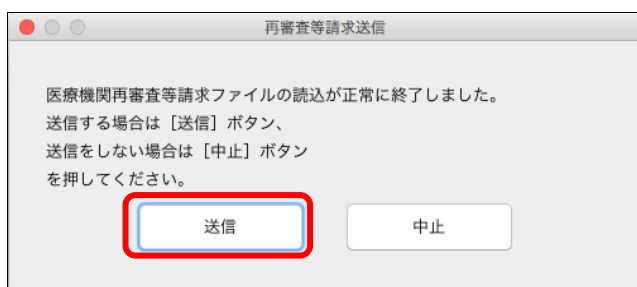 再審査等請求送信
医療機関再審査等請求ファイルの読込が正常に終了しました。
送信する場合は［送信］ボタン、
送信をしない場合は［中止］ボタン
を押してください。
送信
中止